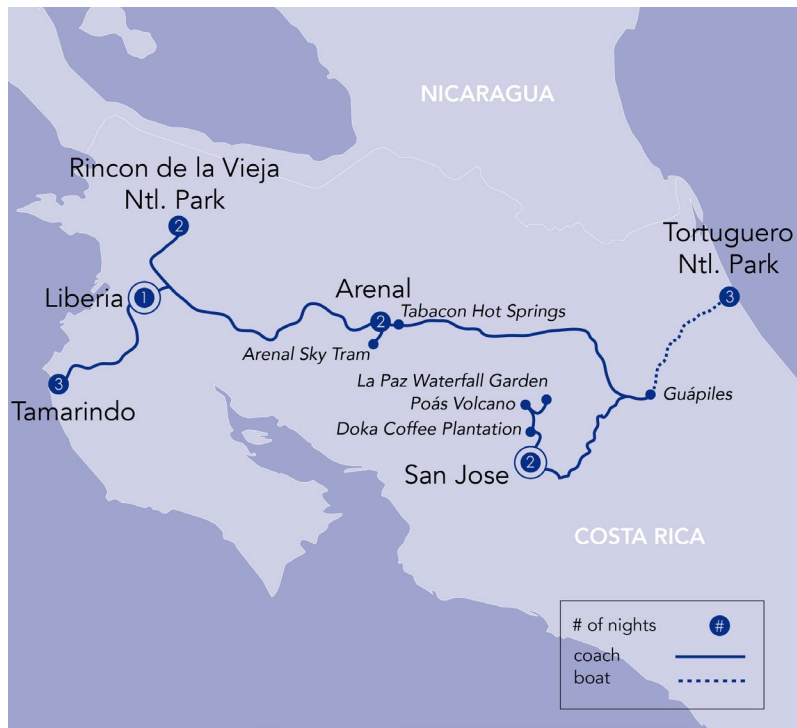 NICARAGUA
Rincon de la Vieja
Ntl. Park
2
Tortuguero
Ntl. Park
3
Liberia
1
Arenal
2
Tabacon Hot Springs
Arenal Sky Tram
3
Tamarindo
La Paz Waterfall Garden
Poás Volcano
Doka Coffee Plantation
Guápiles
San Jose
2
COSTA RICA
# of nights #
coach
boat